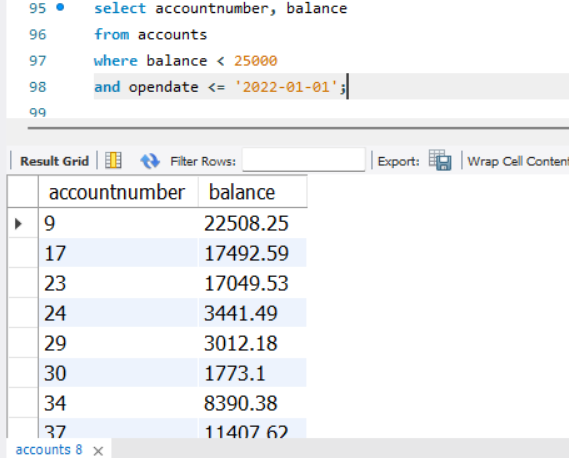 95 select accountnumber, balance
96 from accounts
97 where balance < 25000
98 and opendate <= '2022-01-01';
99
Result Grid Filter Rows: Export: Wrap Cell Content
accountnumber balance
9 22508.25
17 17492.59
23 17049.53
24 3441.49
29 3012.18
30 1773.1
34 8390.38
37 11407.62
accounts 8